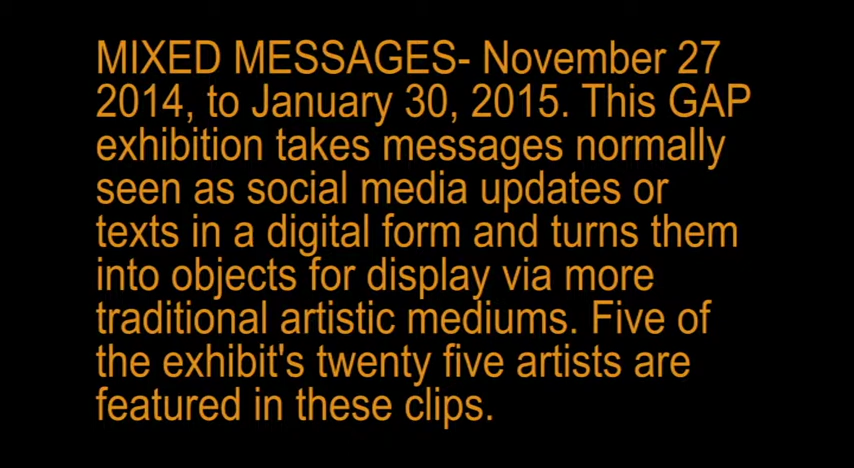 MIXED MESSAGES- November 27
2014, to January 30, 2015. This GAP
exhibition takes messages normally
seen as social media updates or
texts in a digital form and turns them
into objects for display via more
traditional artistic mediums. Five of
the exhibit's twenty five artists are
featured in these clips.